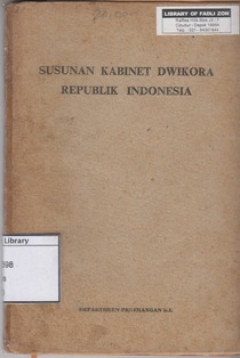 LIBRARY OF FADLI ZON
SUSUNAN KABINET DWIKORA
REPUBLIK INDONESIA
Library
DEPARTEMEN PENERANGAN R.I.